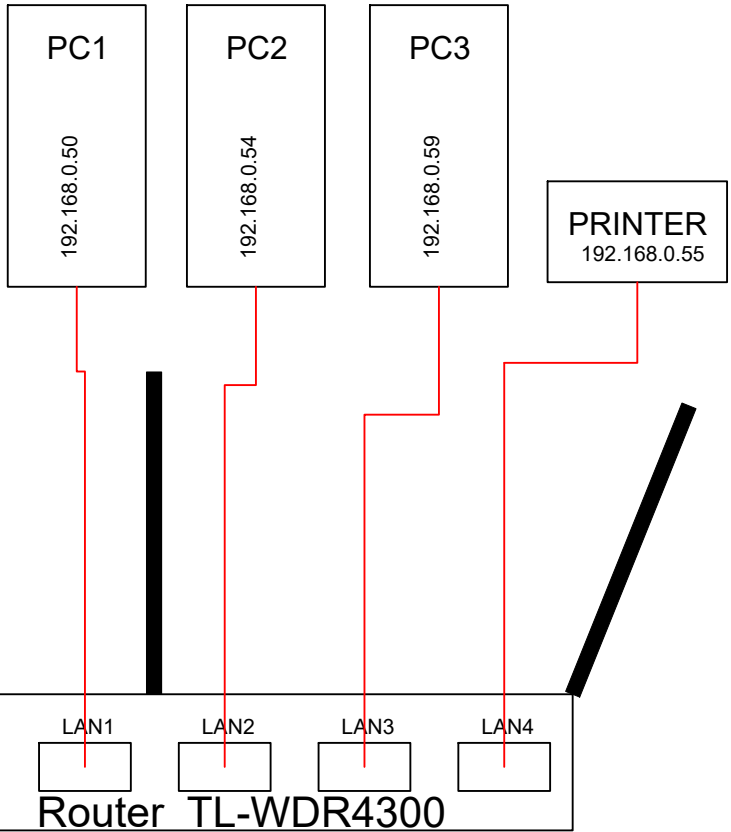 PC1
PC2
PC3
192.168.0.50
192.168.0.54
192.168.0.59
PRINTER
192.168.0.55
LAN1
LAN2
LAN3
LAN4
Router TL-WDR4300